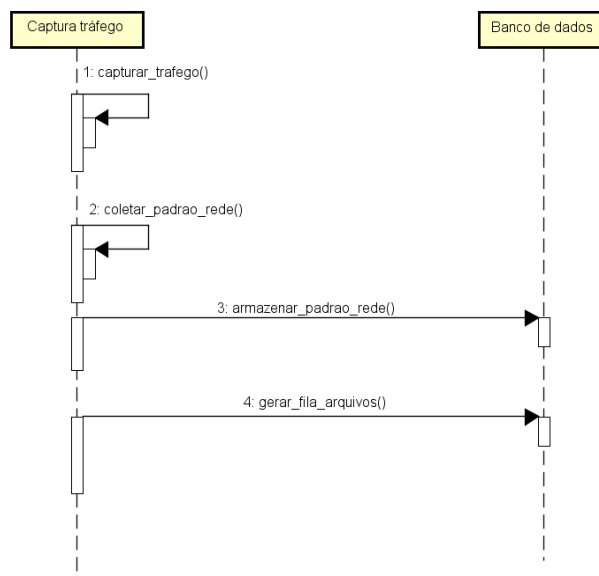 Captura tráfego
Banco de dados
1: capturar_trafego()
2: coletar_padrao_rede()
3: armazenar_padrao_rede()
4: gerar_fila_arquivos()